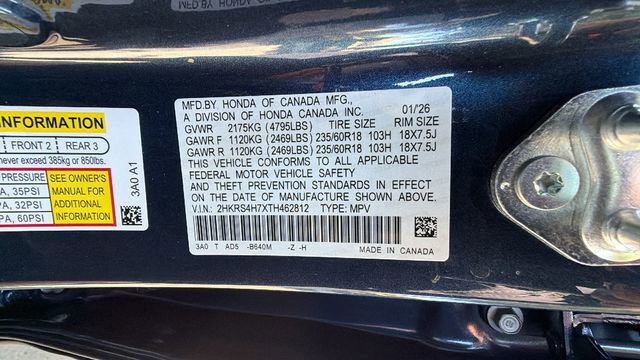 MFD.BY HONDA OF CANADA MFG.,
A DIVISION OF HONDA CANADA INC. 01/26
GVWR 2175KG (4795LBS) TIRE SIZE RIM SIZE
GAWR F 1120KG (2469LBS) 235/60R18 103H 18X7.5J
GAWR R 1120KG (2469LBS) 235/60R18 103H 18X7.5J
THIS VEHICLE CONFORMS TO ALL APPLICABLE
FEDERAL MOTOR VEHICLE SAFETY
AND THEFT PREVENTION STANDARDS IN EFFECT
ON THE DATE OF MANUFACTURE SHOWN ABOVE.
V.I.N.: 2HKRS4H7XTH462812 TYPE: MPV
3A0 T AD5 -B640M -Z -H MADE IN CANADA
INFORMATION
FRONT 2 REAR 3
never exceed 385kg or 850lbs.
PRESSURE
PA, 35PSI
PA, 32PSI
PA, 60PSI
SEE OWNER'S
MANUAL FOR
ADDITIONAL
INFORMATION
3A0 A1